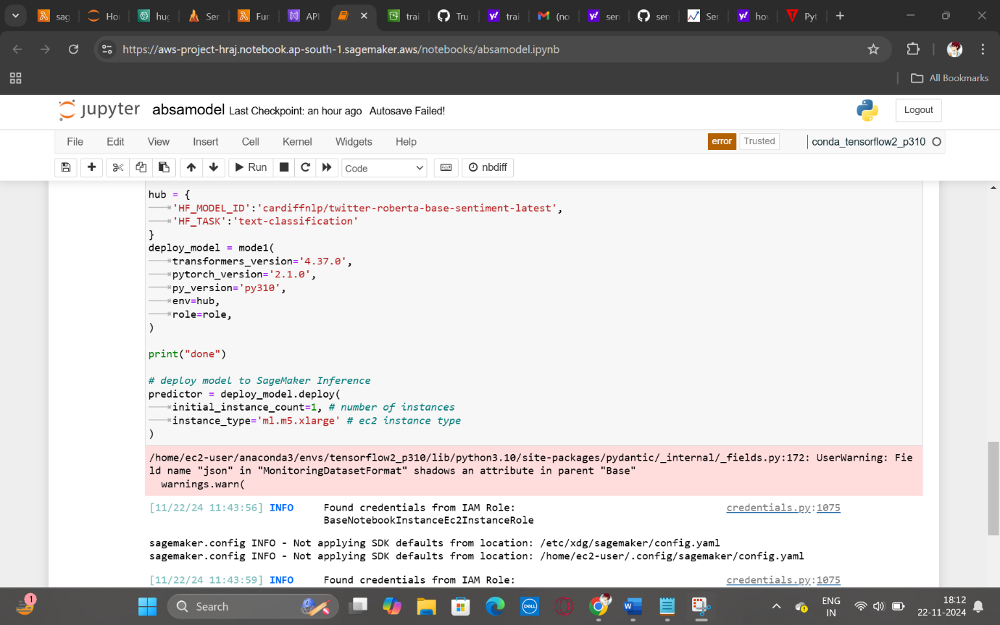 sag
Ho
hug
Ser
Fur
API
trai
Tru
trai
(no
sen
sen
Ser
ho
Pyt
https://aws-project-hraj.notebook.ap-south-1.sagemaker.aws/notebooks/absamodel.ipynb
All Bookmarks
jupyter absamodel Last Checkpoint: an hour ago Autosave Failed!
Logout
File Edit View Insert Cell Kernel Widgets Help
error Trusted conda_tensorflow2_p310
Run Code nbdiff
hub = {
'HF_MODEL_ID':'cardiffnlp/twitter-roberta-base-sentiment-latest',
'HF_TASK':'text-classification'
}
deploy_model = mode1(
transformers_version='4.37.0',
pytorch_version='2.1.0',
py_version='py310',
env=hub,
role=role,
)
print("done")
# deploy model to SageMaker Inference
predictor = deploy_model.deploy(
initial_instance_count=1, # number of instances
instance_type='ml.m5.xlarge' # ec2 instance type
)
/home/ec2-user/anaconda3/envs/tensorflow2_p310/lib/python3.10/site-packages/pydantic/_internal/_fields.py:172: UserWarning: Fie
ld name "json" in "MonitoringDatasetFormat" shadows an attribute in parent "Base"
warnings.warn(
[11/22/24 11:43:56] INFO Found credentials from IAM Role: credentials.py:1075
BaseNotebookInstanceEc2InstanceRole
sagemaker.config INFO - Not applying SDK defaults from location: /etc/xdg/sagemaker/config.yaml
sagemaker.config INFO - Not applying SDK defaults from location: /home/ec2-user/.config/sagemaker/config.yaml
[11/22/24 11:43:59] INFO Found credentials from IAM Role: credentials.py:1075
1
Search
DELL
ENG
IN
18:12
22-11-2024